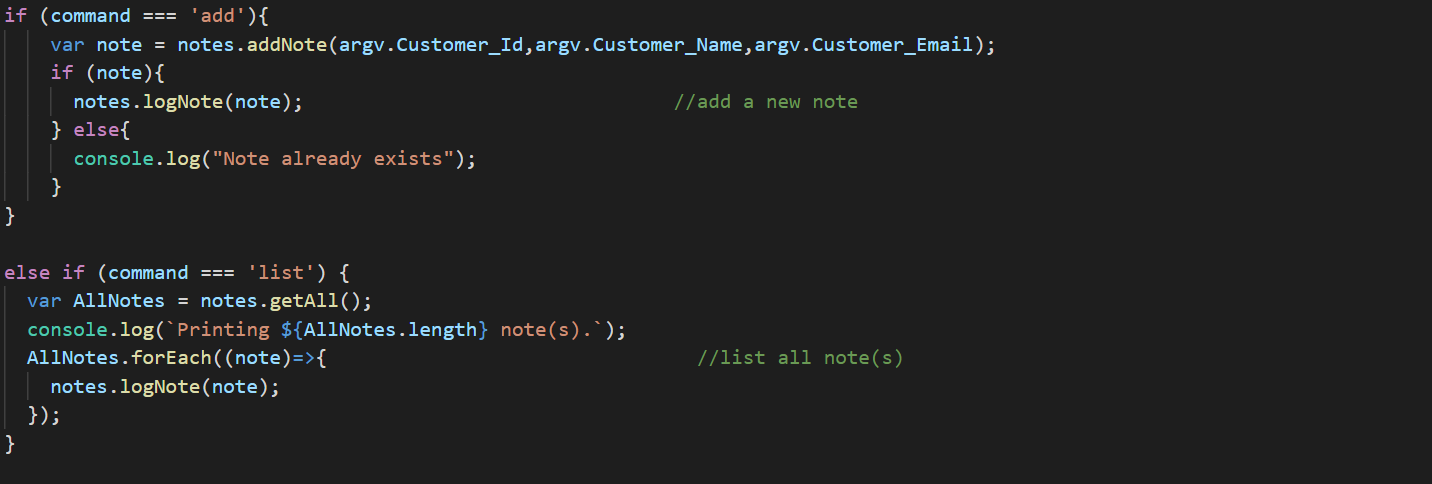 if (command === 'add'){
    var note = notes.addNote(argv.Customer_Id,argv.Customer_Name,argv.Customer_Email);
    if (note){
      notes.logNote(note);                                //add a new note
    } else{
      console.log("Note already exists");
    }
}
else if (command === 'list') {
  var AllNotes = notes.getAll();
  console.log(`Printing ${AllNotes.length} note(s).`);
  AllNotes.forEach((note)=>{                                //list all note(s)
    notes.logNote(note);
  });
}